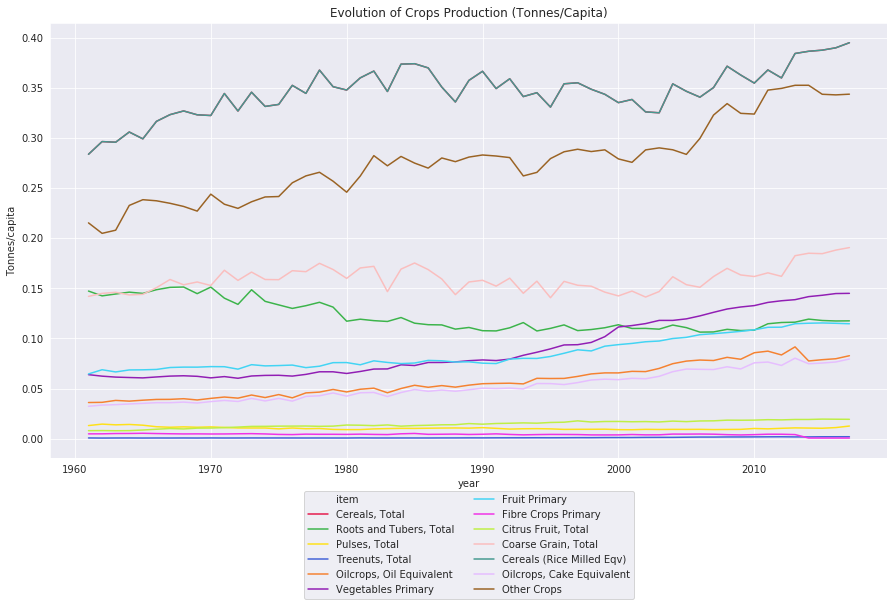 Evolution of Crops Production (Tonnes/Capita)
0.40
0.35
0.30
0.25
0.20
0.15
0.10
0.05
0.00
Tonnes/capita
1960 1970 1980 1990 2000 2010
year
item
Cereals, Total
Roots and Tubers, Total
Pulses, Total
Treenuts, Total
Oilcrops, Oil Equivalent
Vegetables Primary
Fruit Primary
Fibre Crops Primary
Citrus Fruit, Total
Coarse Grain, Total
Cereals (Rice Milled Eqv)
Oilcrops, Cake Equivalent
Other Crops